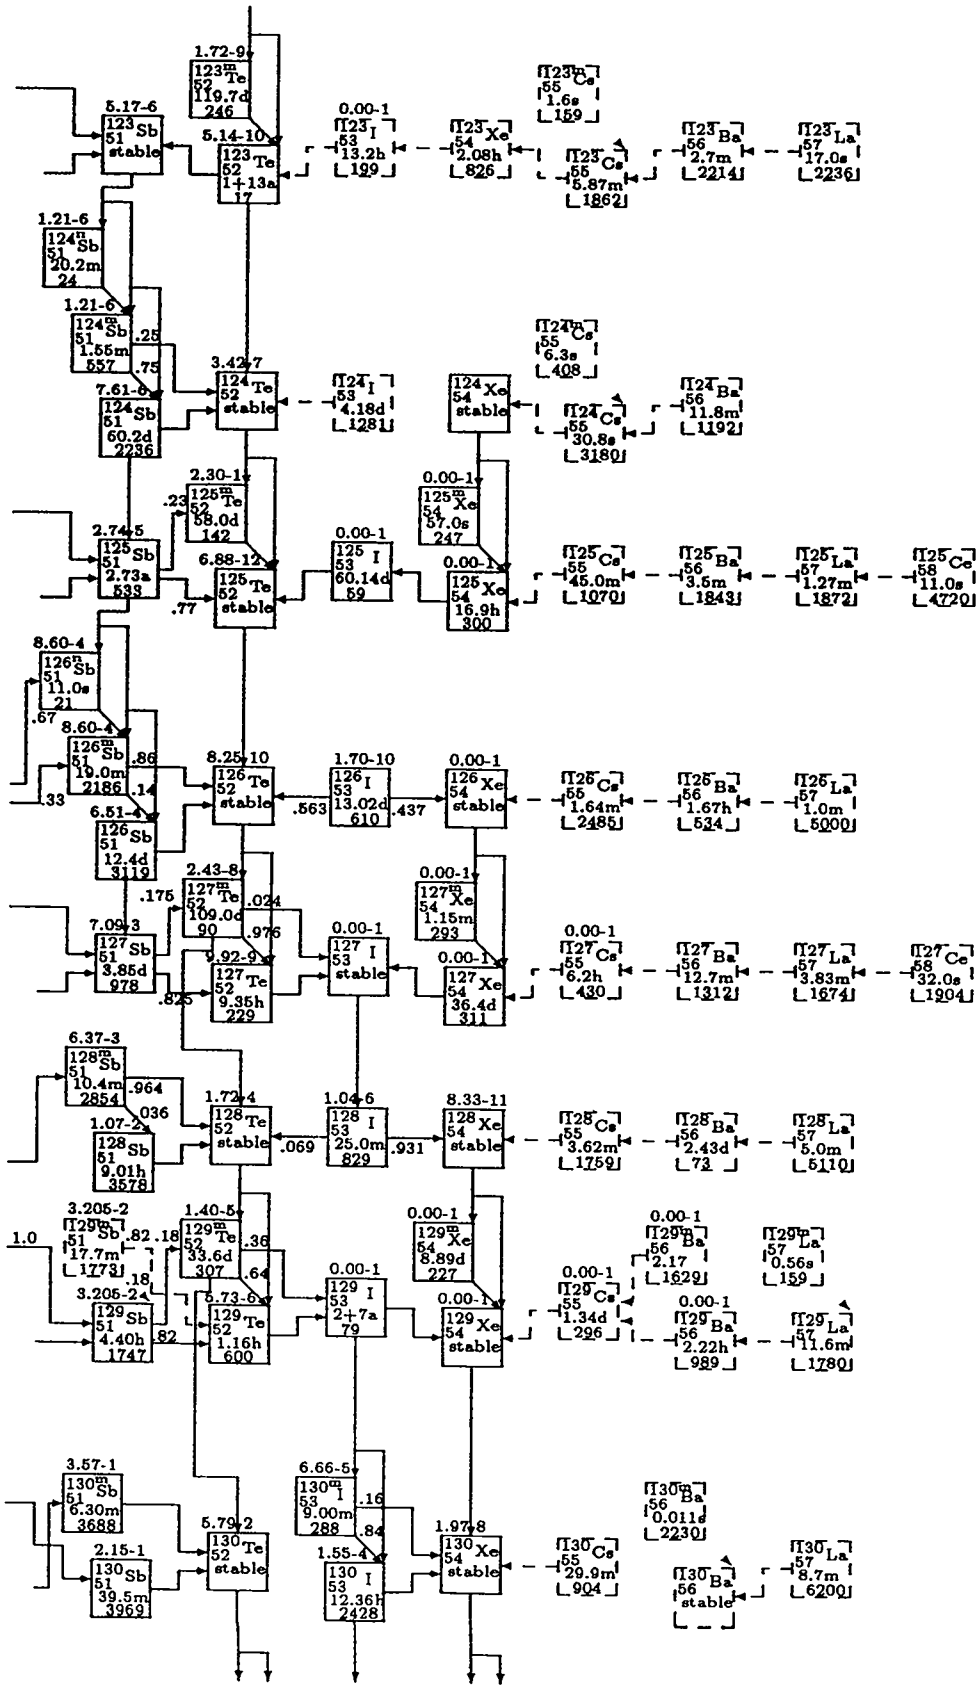 1.72-9
123m Te
52
119.7d
246
5.17-6
123 Sb
51
stable
5.14-10
123 Te
52
1+13a
17
0.00-1
123 I
53
13.2h
199
123 Xe
54
2.08h
826
123m Cs
55
1.6s
159
123 Cs
55
5.87m
1862
123 Ba
56
2.7m
2214
123 La
57
17.0s
2236
1.21-6
124n Sb
51
20.2m
24
1.21-6
124m Sb
51
1.55m
557
.25
.75
7.61-6
124 Sb
51
60.2d
2236
3.42-7
124 Te
52
stable
124 I
53
4.18d
1281
124 Xe
54
stable
124m Cs
55
6.3s
408
124 Cs
55
30.8s
3180
124 Ba
56
11.8m
1192
2.30-1
125m Te
52
58.0d
142
.23
2.74-5
125 Sb
51
2.73a
533
.77
6.88-12
125 Te
52
stable
0.00-1
125 I
53
60.14d
59
0.00-1
125m Xe
54
57.0s
247
0.00-1
125 Xe
54
16.9h
300
125 Cs
55
45.0m
1070
125 Ba
56
3.5m
1843
125 La
57
1.27m
1872
125 Ce
58
11.0s
4720
8.60-4
126n Sb
51
11.0s
21
.67
8.60-4
126m Sb
51
19.0m
2186
.33
.86
.14
6.51-4
126 Sb
51
12.4d
3119
8.25-10
126 Te
52
stable
.563
1.70-10
126 I
53
13.02d
610
.437
0.00-1
126 Xe
54
stable
126 Cs
55
1.64m
2485
126 Ba
56
1.67h
534
126 La
57
1.0m
5000
2.43-8
127m Te
52
109.0d
90
.175
.024
.976
7.09-3
127 Sb
51
3.85d
978
.825
9.92-9
127 Te
52
9.35h
229
0.00-1
127 I
53
stable
0.00-1
127m Xe
54
1.15m
293
0.00-1
127 Xe
54
36.4d
311
0.00-1
127 Cs
55
6.2h
430
127 Ba
56
12.7m
1312
127 La
57
3.83m
1674
127 Ce
58
32.0s
1904
6.37-3
128m Sb
51
10.4m
2854
.964
.036
1.07-2
128 Sb
51
9.01h
3578
1.72-4
128 Te
52
stable
.069
1.04-6
128 I
53
25.0m
829
.931
8.33-11
128 Xe
54
stable
128 Cs
55
3.62m
1759
128 Ba
56
2.43d
73
128 La
57
5.0m
5110
1.0
3.205-2
129m Sb
51
17.7m
1773
.82
.18
.18
3.205-2
129 Sb
51
4.40h
1747
.82
1.40-5
129m Te
52
33.6d
307
.36
.64
5.73-6
129 Te
52
1.16h
600
0.00-1
129 I
53
2+7a
79
0.00-1
129m Xe
54
8.89d
227
0.00-1
129 Xe
54
stable
0.00-1
129 Cs
55
1.34d
296
0.00-1
129m Ba
56
2.17
1629
0.00-1
129 Ba
56
2.22h
989
129m La
57
0.56s
159
129 La
57
11.6m
1780
3.57-1
130m Sb
51
6.30m
3688
2.15-1
130 Sb
51
39.5m
3969
5.79-2
130 Te
52
stable
6.66-5
130m I
53
9.00m
288
.16
.84
1.55-4
130 I
53
12.36h
2428
1.97-8
130 Xe
54
stable
130 Cs
55
29.9m
904
130m Ba
56
0.011s
2230
130 Ba
56
stable
130 La
57
8.7m
6200